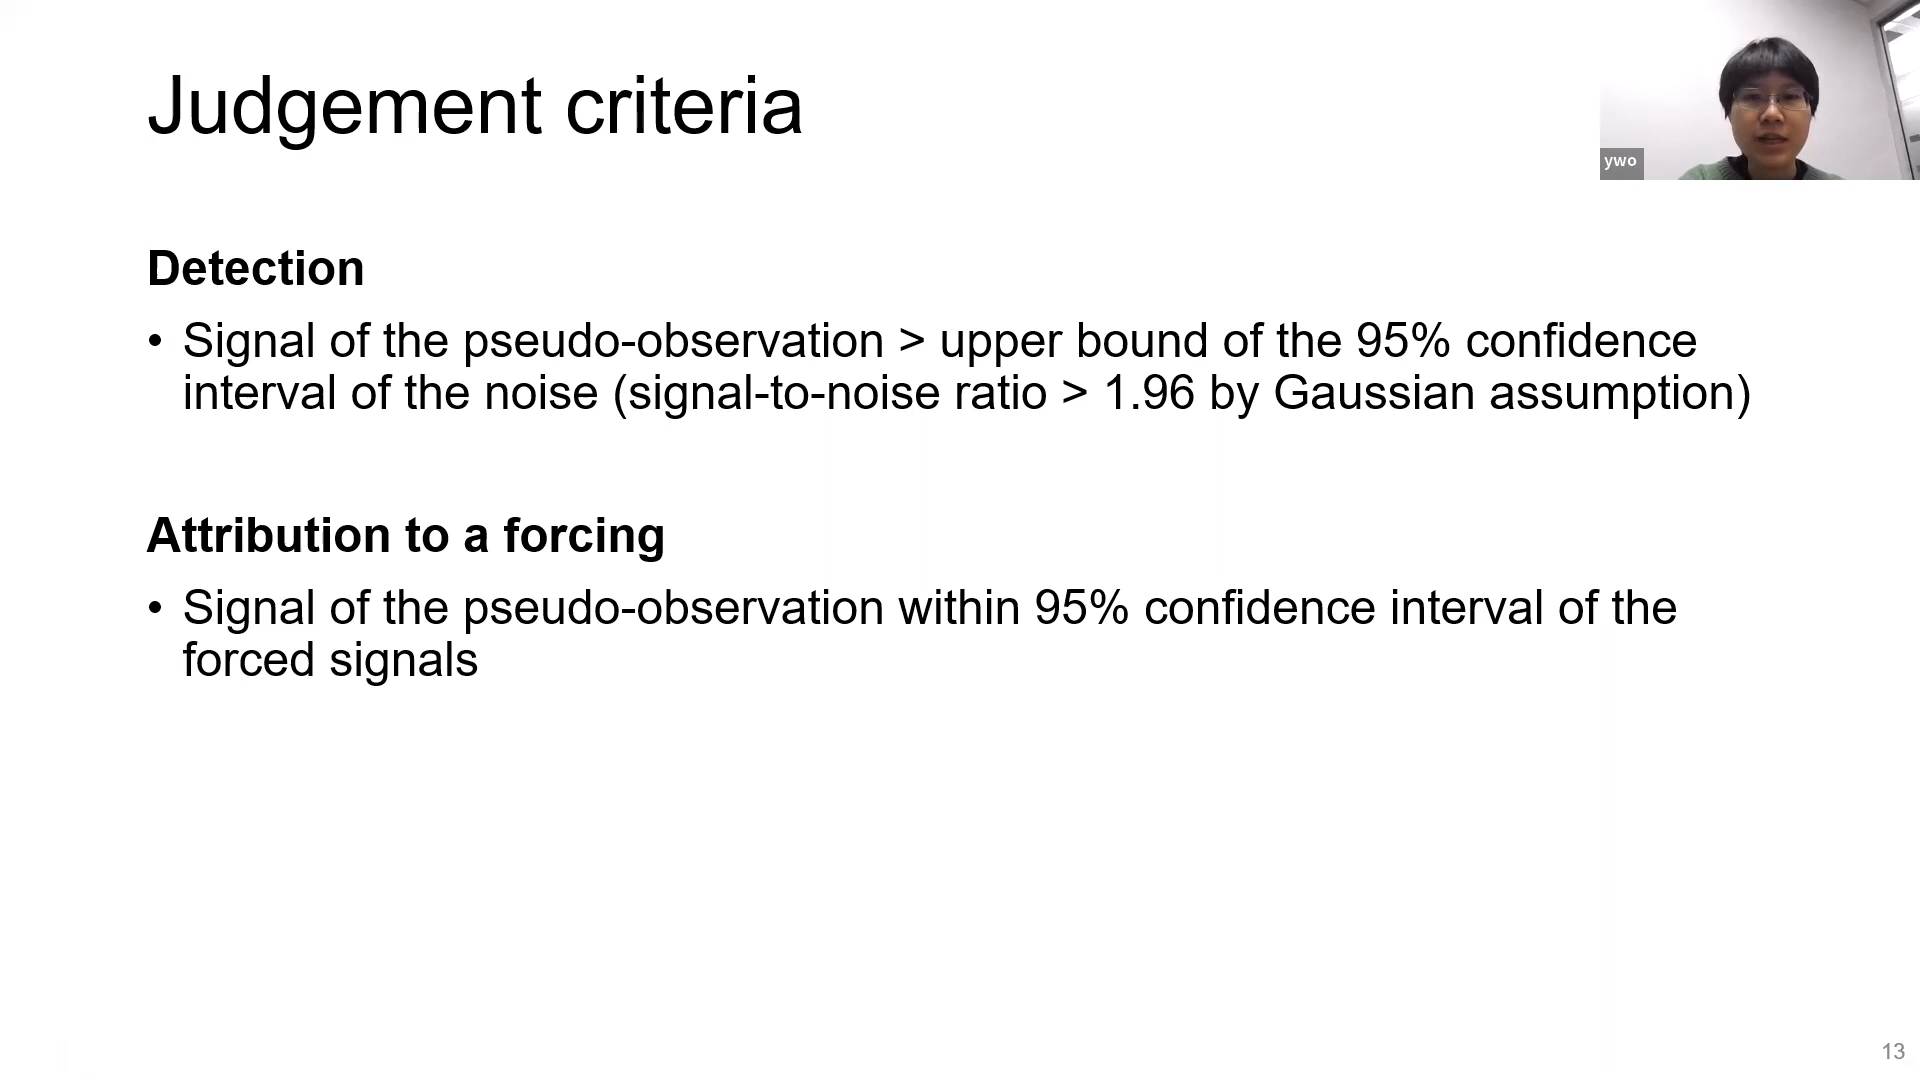 Judgement criteria
ywo
Detection
• Signal of the pseudo-observation > upper bound of the 95% confidence
interval of the noise (signal-to-noise ratio > 1.96 by Gaussian assumption)
Attribution to a forcing
• Signal of the pseudo-observation within 95% confidence interval of the
forced signals
13